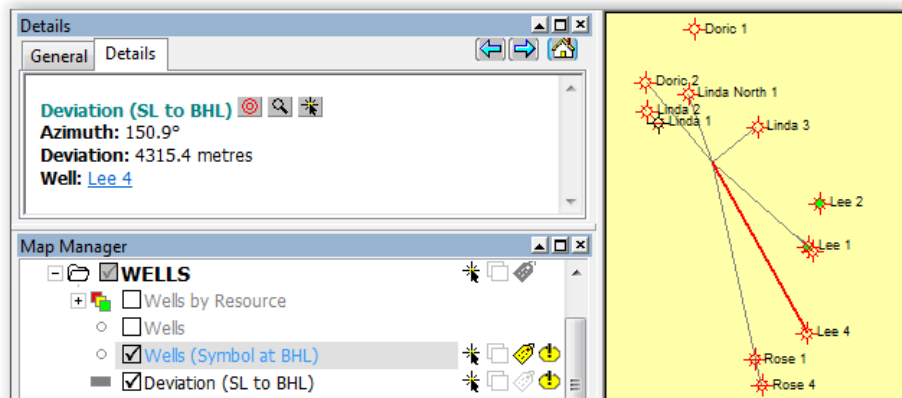 Details
General Details
Deviation (SL to BHL)
Azimuth: 150.9°
Deviation: 4315.4 metres
Well: Lee 4
Map Manager
WELLS
Wells by Resource
Wells
Wells (Symbol at BHL)
Deviation (SL to BHL)
Doric 1
Doric 2
Linda North 1
Linda 2
Linda 1
Linda 3
Lee 2
Lee 1
Lee 4
Rose 1
Rose 4